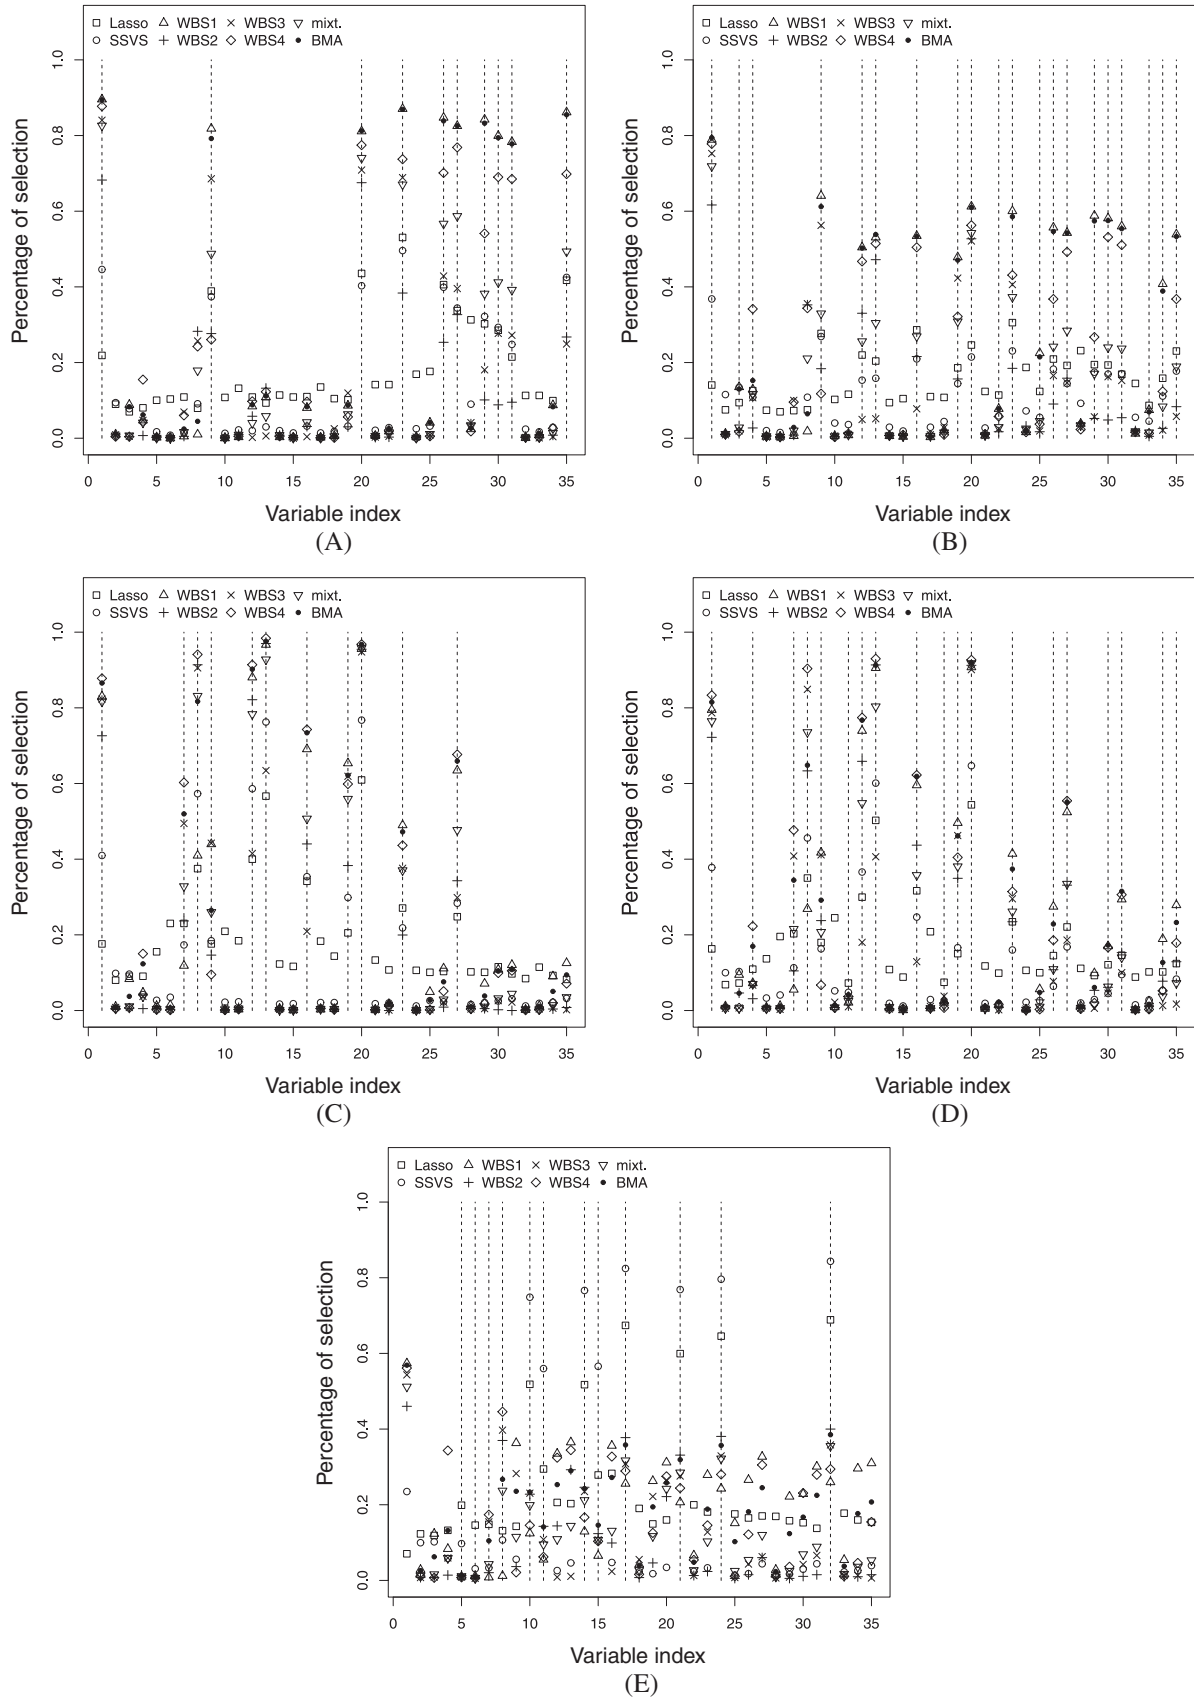 Lasso WBS1 WBS3 mixt.
SSVS WBS2 WBS4 BMA
Percentage of selection
0.0 0.2 0.4 0.6 0.8 1.0
0 5 10 15 20 25 30 35
Variable index
(A)
Lasso WBS1 WBS3 mixt.
SSVS WBS2 WBS4 BMA
Percentage of selection
0.0 0.2 0.4 0.6 0.8 1.0
0 5 10 15 20 25 30 35
Variable index
(B)
Lasso WBS1 WBS3 mixt.
SSVS WBS2 WBS4 BMA
Percentage of selection
0.0 0.2 0.4 0.6 0.8 1.0
0 5 10 15 20 25 30 35
Variable index
(C)
Lasso WBS1 WBS3 mixt.
SSVS WBS2 WBS4 BMA
Percentage of selection
0.0 0.2 0.4 0.6 0.8 1.0
0 5 10 15 20 25 30 35
Variable index
(D)
Lasso WBS1 WBS3 mixt.
SSVS WBS2 WBS4 BMA
Percentage of selection
0.0 0.2 0.4 0.6 0.8 1.0
0 5 10 15 20 25 30 35
Variable index
(E)